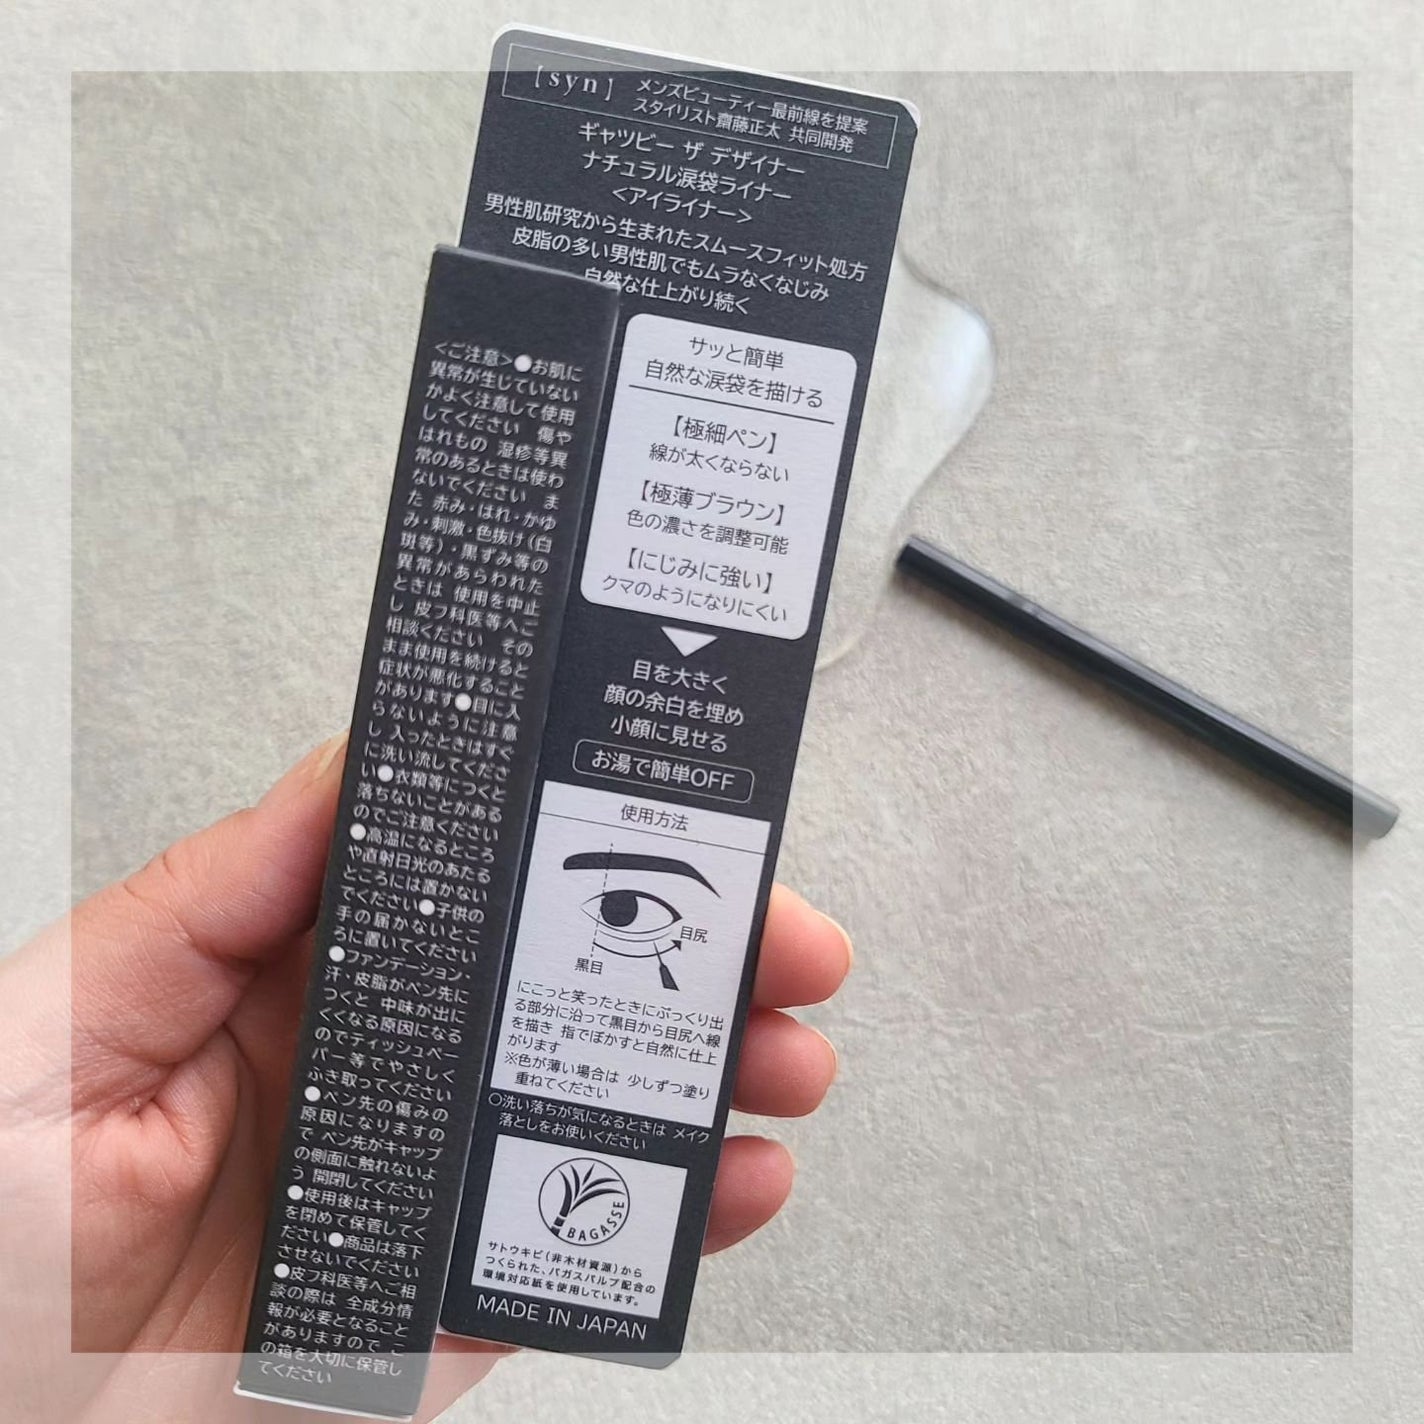 【syn】
メンズビューティー最前線を提案
スタイリスト齋藤正太 共同開発
ギャツビー ザ デザイナー
ナチュラル涙袋ライナー
<アイライナー>
男性肌研究から生まれたスムースフィット処方
皮脂の多い男性肌でもムラなくなじみ
自然な仕上がり続く
サッと簡単
自然な涙袋を描ける
【極細ペン】
線が太くならない
【極薄ブラウン】
色の濃さを調整可能
【にじみに強い】
クマのようになりにくい
目を大きく
顔の余白を埋め
小顔に見せる
お湯で簡単OFF
使用方法
目尻
黒目
にこっと笑ったときにぷっくり出
る部分に沿って黒目から目尻へ線
を描き 指でぼかすと自然に仕上
がります
※色が薄い場合は 少しずつ塗り
重ねてください
○洗い落ちが気になるときは メイク
落としをお使いください
BAGASSE
サトウキビ(非木材資源)から
つくられた、バガスパルプ配合の
環境対応紙を使用しています。
MADE IN JAPAN
<ご注意>●お肌に
異常が生じていない
かよく注意して使用
してください 傷や
はれもの 湿疹等異
常のあるときは使わ
ないでください ま
た 赤み・はれ・かゆ
み・刺激・色抜け(白
斑等)・黒ずみ等の
異常があらわれた
ときは 使用を中止
し 皮フ科医等へご
相談ください その
まま使用を続けると
症状が悪化すること
があります●目に入
らないように注意
し 入ったときはすぐ
に洗い流してくださ
い●衣類等につくと
落ちないことがある
のでご注意ください
●高温になるところ
や直射日光のあたる
ところには置かない
でください●子供の
手の届かないとこ
ろに置いてください
●ファンデーション・
汗・皮脂がペン先に
つくと 中味が出に
くくなる原因になる
のでティッシュペー
パー等でやさしく
ふき取ってください
●ペン先の傷みの
原因になりますの
で ペン先がキャップ
の側面に触れないよ
う 開閉してください
●使用後はキャップ
を閉めて保管してく
ださい●商品は落下
させないでください
●皮フ科医等へご相
談の際は 全成分情
報が必要となること
がありますので こ
の箱を大切に保管し
てください